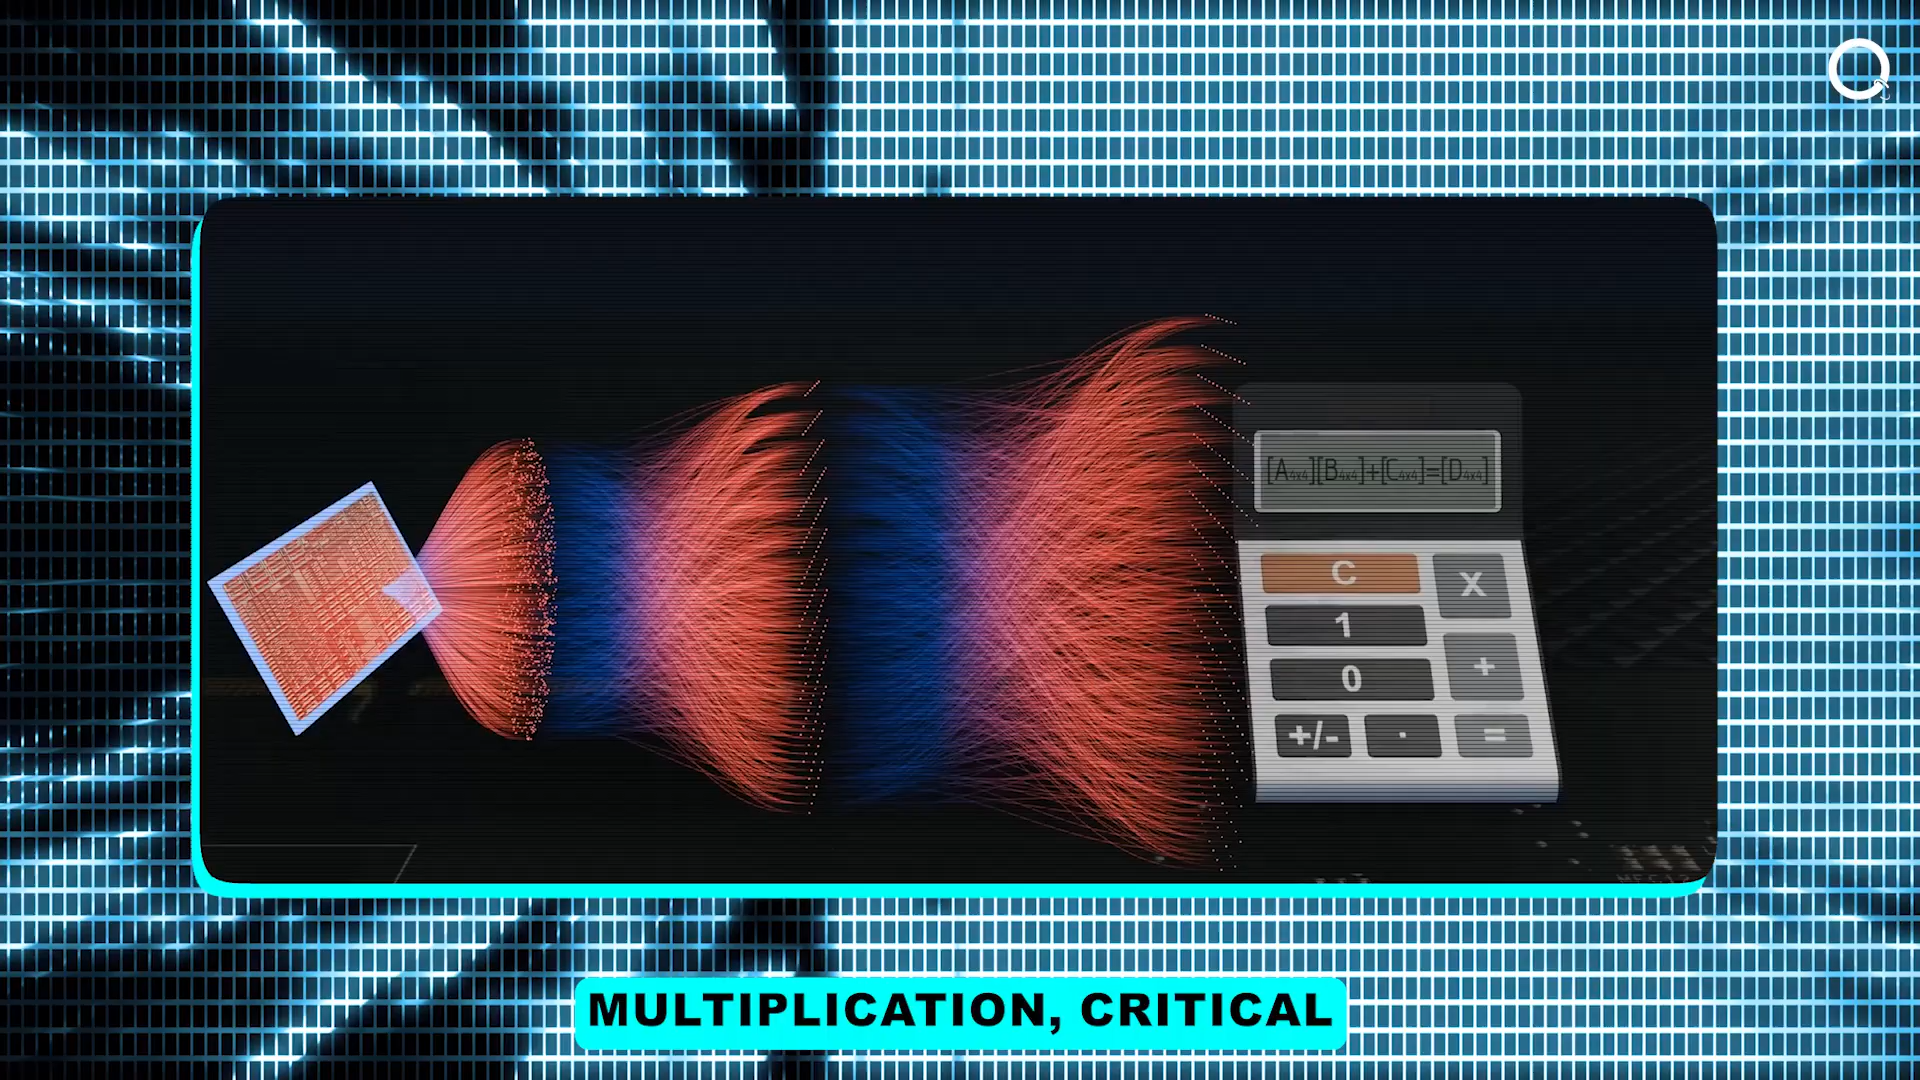 [A4x4][B4x4]+[C4x4]=[D4x4]
C
X
1
+
0
+/-
·
=
MULTIPLICATION, CRITICAL